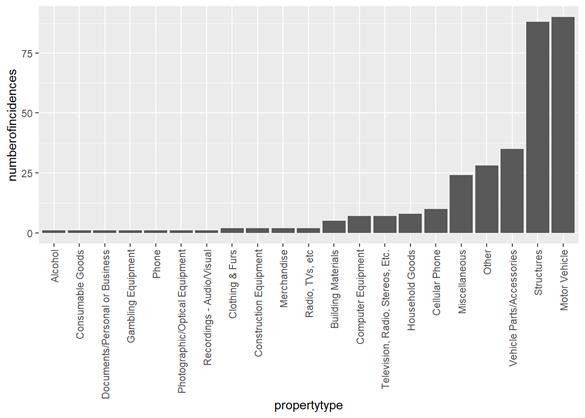 numberofincidences
75
50
25
0
Alcohol
Consumable Goods
Documents/Personal or Business
Gambling Equipment
Phone
Photographic/Optical Equipment
Recordings - Audio/Visual
Clothing & Furs
Construction Equipment
Merchandise
Radio, TVs, etc
Building Materials
Computer Equipment
Television, Radio, Stereos, Etc.
Household Goods
Cellular Phone
Miscellaneous
Other
Vehicle Parts/Accessories
Structures
Motor Vehicle
propertytype